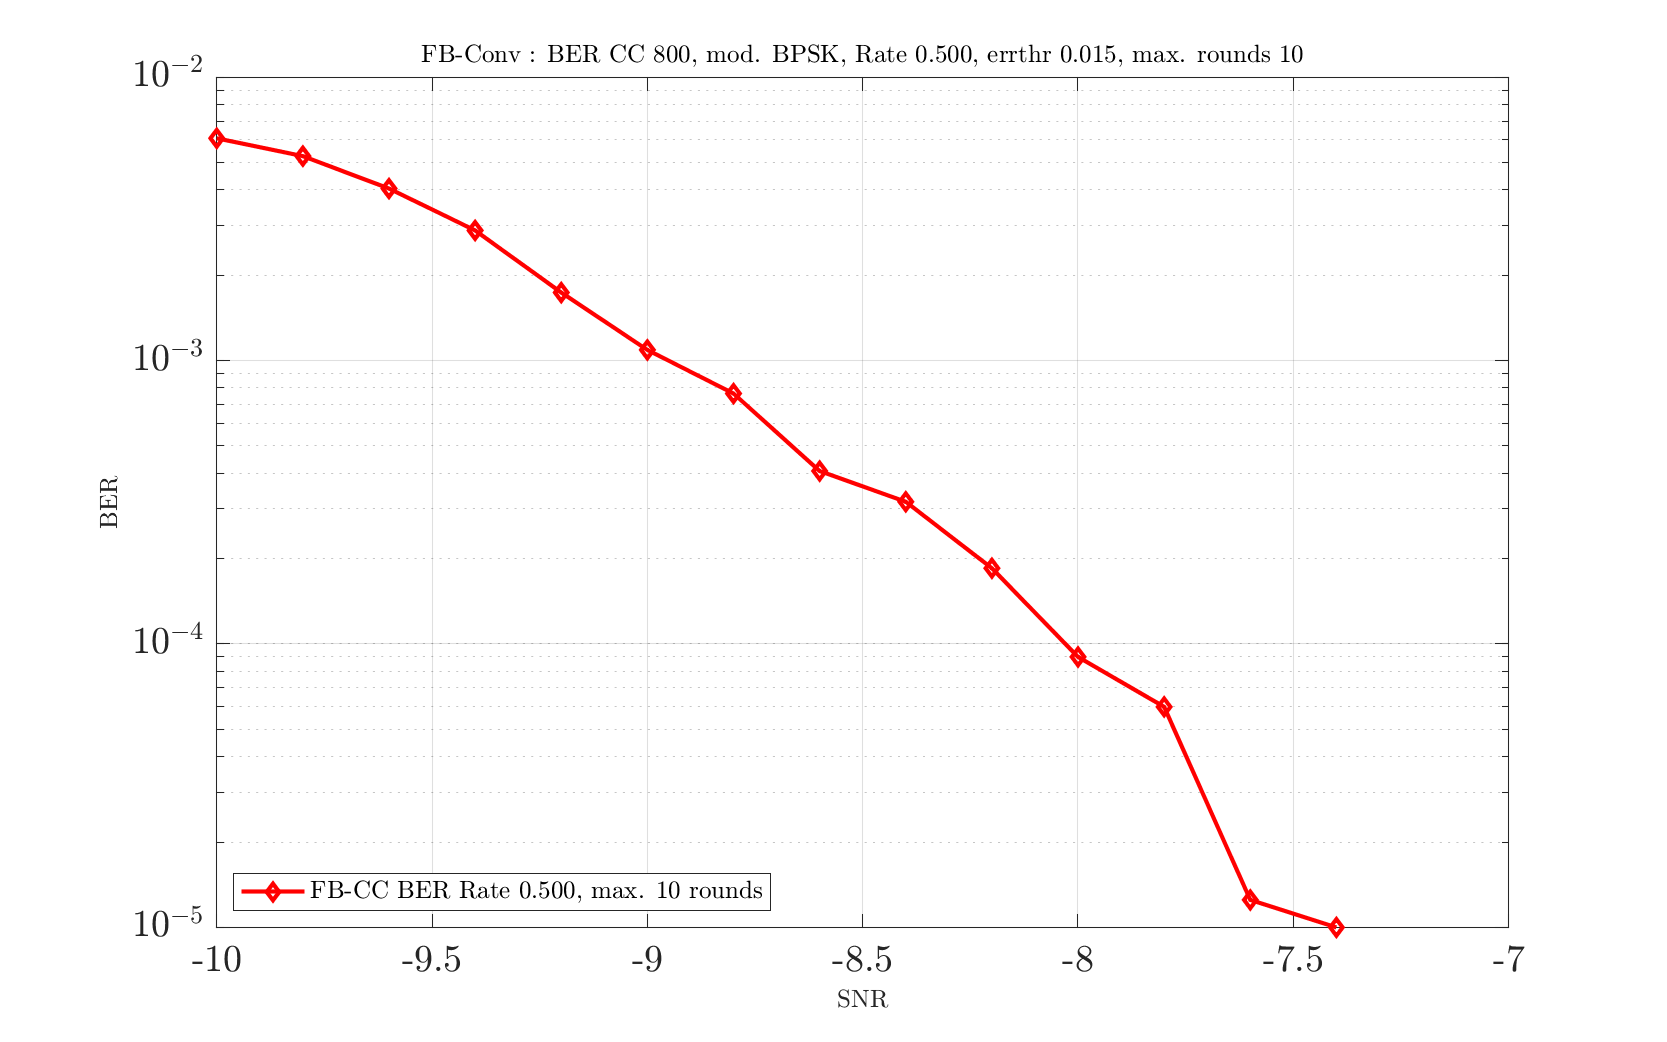 FB-Conv : BER CC 800, mod. BPSK, Rate 0.500, errthr 0.015, max. rounds 10
10^{-2}
10^{-3}
10^{-4}
10^{-5}
BER
FB-CC BER Rate 0.500, max. 10 rounds
-10 -9.5 -9 -8.5 -8 -7.5 -7
SNR